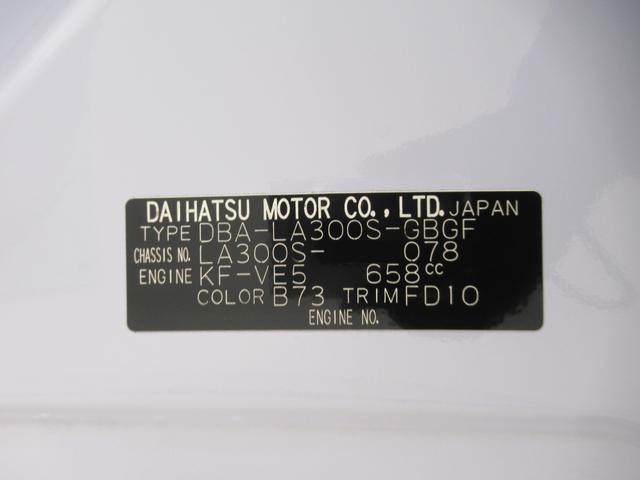 DAIHATSU MOTOR CO., LTD. JAPAN
TYPE DBA-LA300S-GBGF
CHASSIS NO. LA300S- 078
ENGINE KF-VE5 658cc
COLOR B73 TRIM FD10
ENGINE NO.